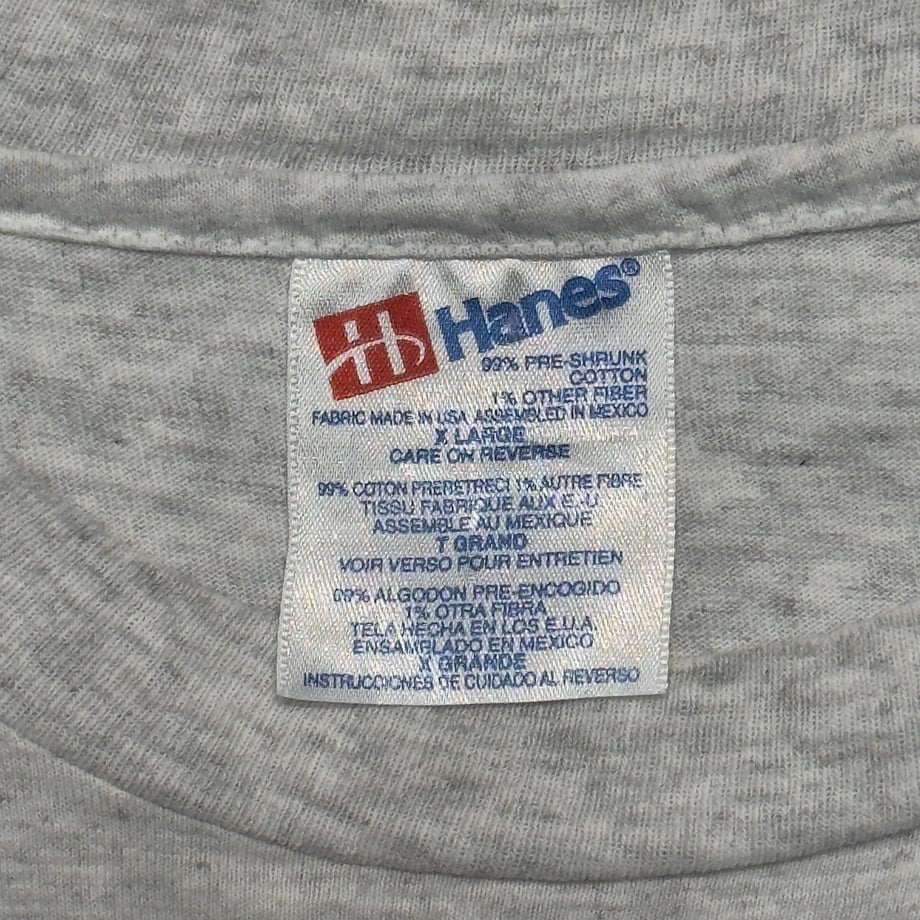 H Hanes®
99% PRE-SHRUNK
COTTON
1% OTHER FIBER
FABRIC MADE IN USA ASSEMBLED IN MEXICO
X LARGE
CARE ON REVERSE
99% COTON PRERETRECI 1% AUTRE FIBRE
TISSU FABRIQUE AUX E.U
ASSEMBLE AU MEXIQUE
T GRAND
VOIR VERSO POUR ENTRETIEN
99% ALGODON PRE-ENCOGIDO
1% OTRA FIBRA
TELA HECHA EN LOS E.U.A
ENSAMBLADO EN MEXICO
X GRANDE
INSTRUCCIONES DE CUIDADO AL REVERSO